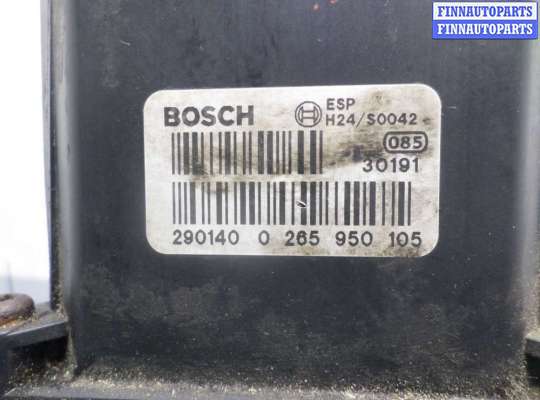 FINNAUTOPARTS
FINNAUTOPARTS
BOSCH
ESP
H24/S0042
085
30191
290140 0 265 950 105